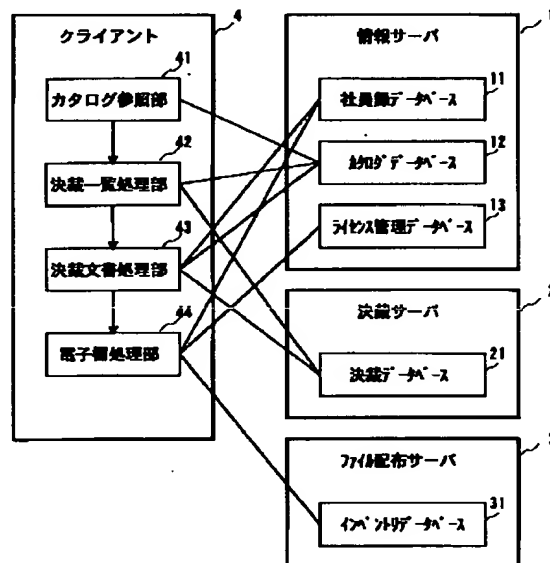 クライアント
4
41
カタログ参照部
42
決裁一覧処理部
43
決裁文書処理部
44
電子棚処理部
情報サーバ
1
11
社員録データベース
12
カタログデータベース
13
ライセンス管理データベース
決裁サーバ
2
21
決裁データベース
ファイル配布サーバ
31
インベントリデータベース